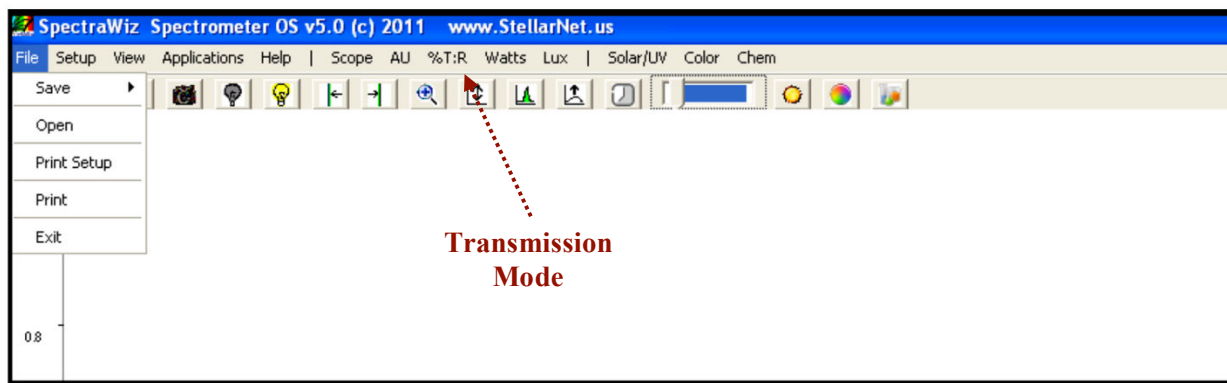 SpectraWiz Spectrometer OS v5.0 (c) 2011 www.StellarNet.us
File Setup View Applications Help | Scope AU %T:R Watts Lux | Solar/UV Color Chem
Save
Open
Print Setup
Print
Exit
Transmission
Mode
0.8